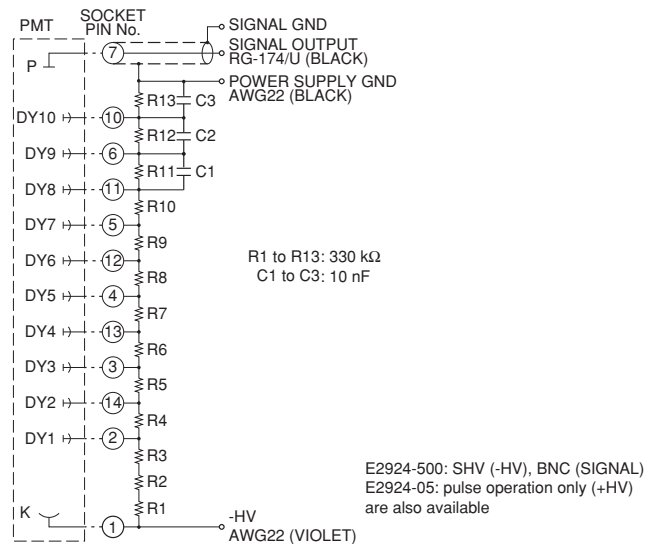 PMT
SOCKET
PIN No.
SIGNAL GND
SIGNAL OUTPUT
RG-174/U (BLACK)
P
7
POWER SUPPLY GND
AWG22 (BLACK)
R13 C3
DY10 10
R12 C2
DY9 6
R11 C1
DY8 11
R10
DY7 5
R9
DY6 12
R8
DY5 4
R7
DY4 13
R6
DY3 3
R5
DY2 14
R4
DY1 2
R3
R2
R1
K
1
-HV
AWG22 (VIOLET)
R1 to R13: 330 kΩ
C1 to C3: 10 nF
E2924-500: SHV (-HV), BNC (SIGNAL)
E2924-05: pulse operation only (+HV)
are also available